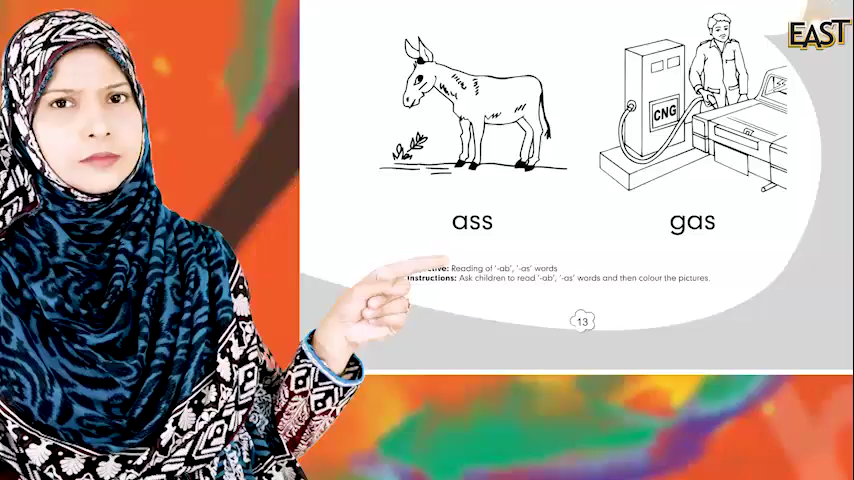 EAST
CNG
ass gas
Reading of '-ab', '-as' words
Instructions: Ask children to read '-ab', '-as' words and then colour the pictures.
13